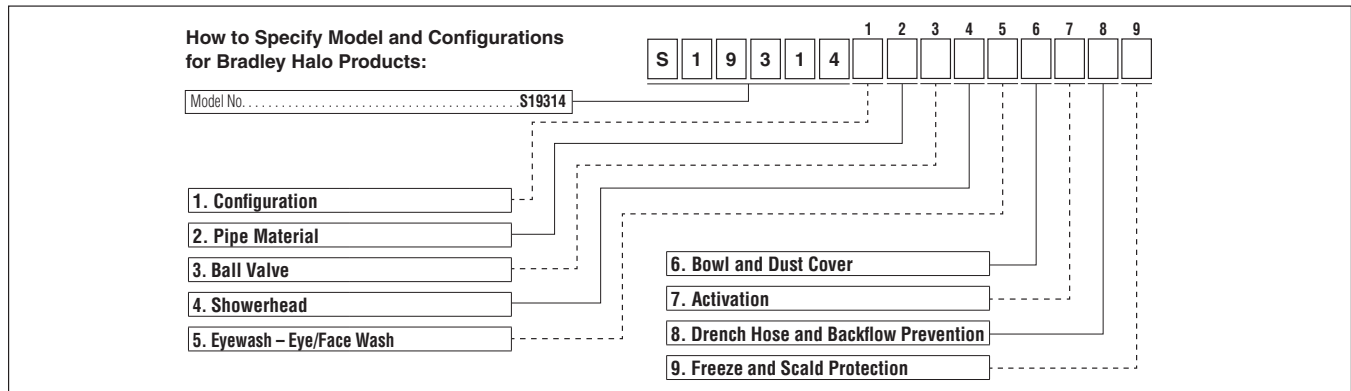 How to Specify Model and Configurations
for Bradley Halo Products:
1 2 3 4 5 6 7 8 9
S 1 9 3 1 4
Model No. . . . . . . . . . . . . . . . . . . . . . . . . . . . . . . . . . . . . . . . . .S19314
1. Configuration
2. Pipe Material
3. Ball Valve
4. Showerhead
5. Eyewash – Eye/Face Wash
6. Bowl and Dust Cover
7. Activation
8. Drench Hose and Backflow Prevention
9. Freeze and Scald Protection